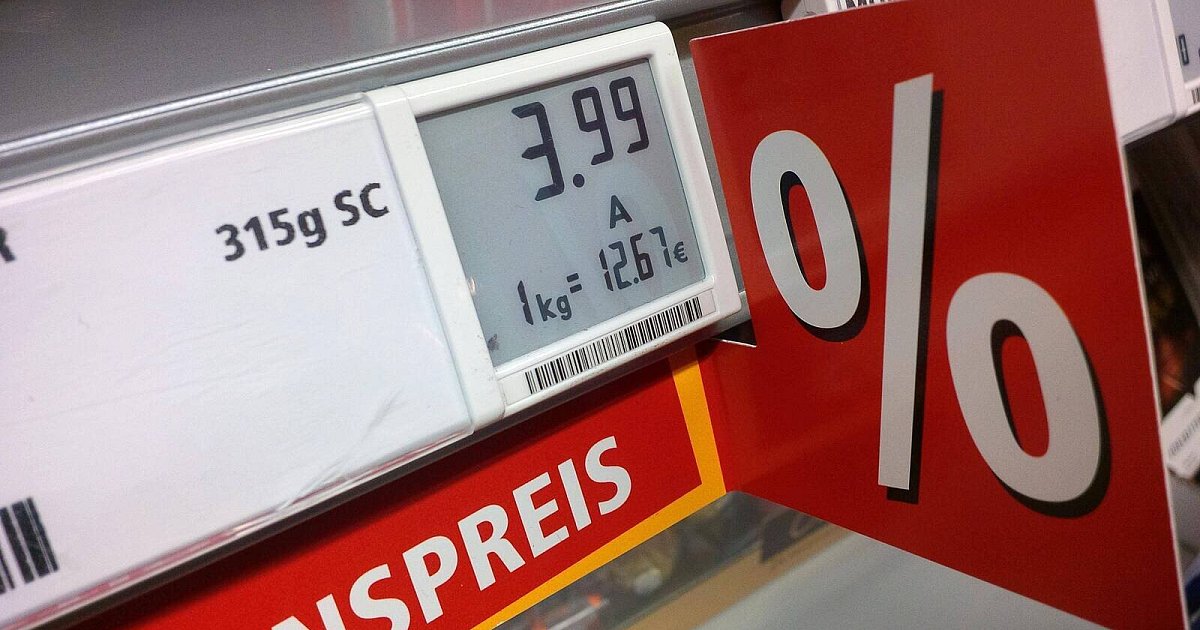 315g SC
3.99
A
1kg= 12.67€
NSPREIS
%